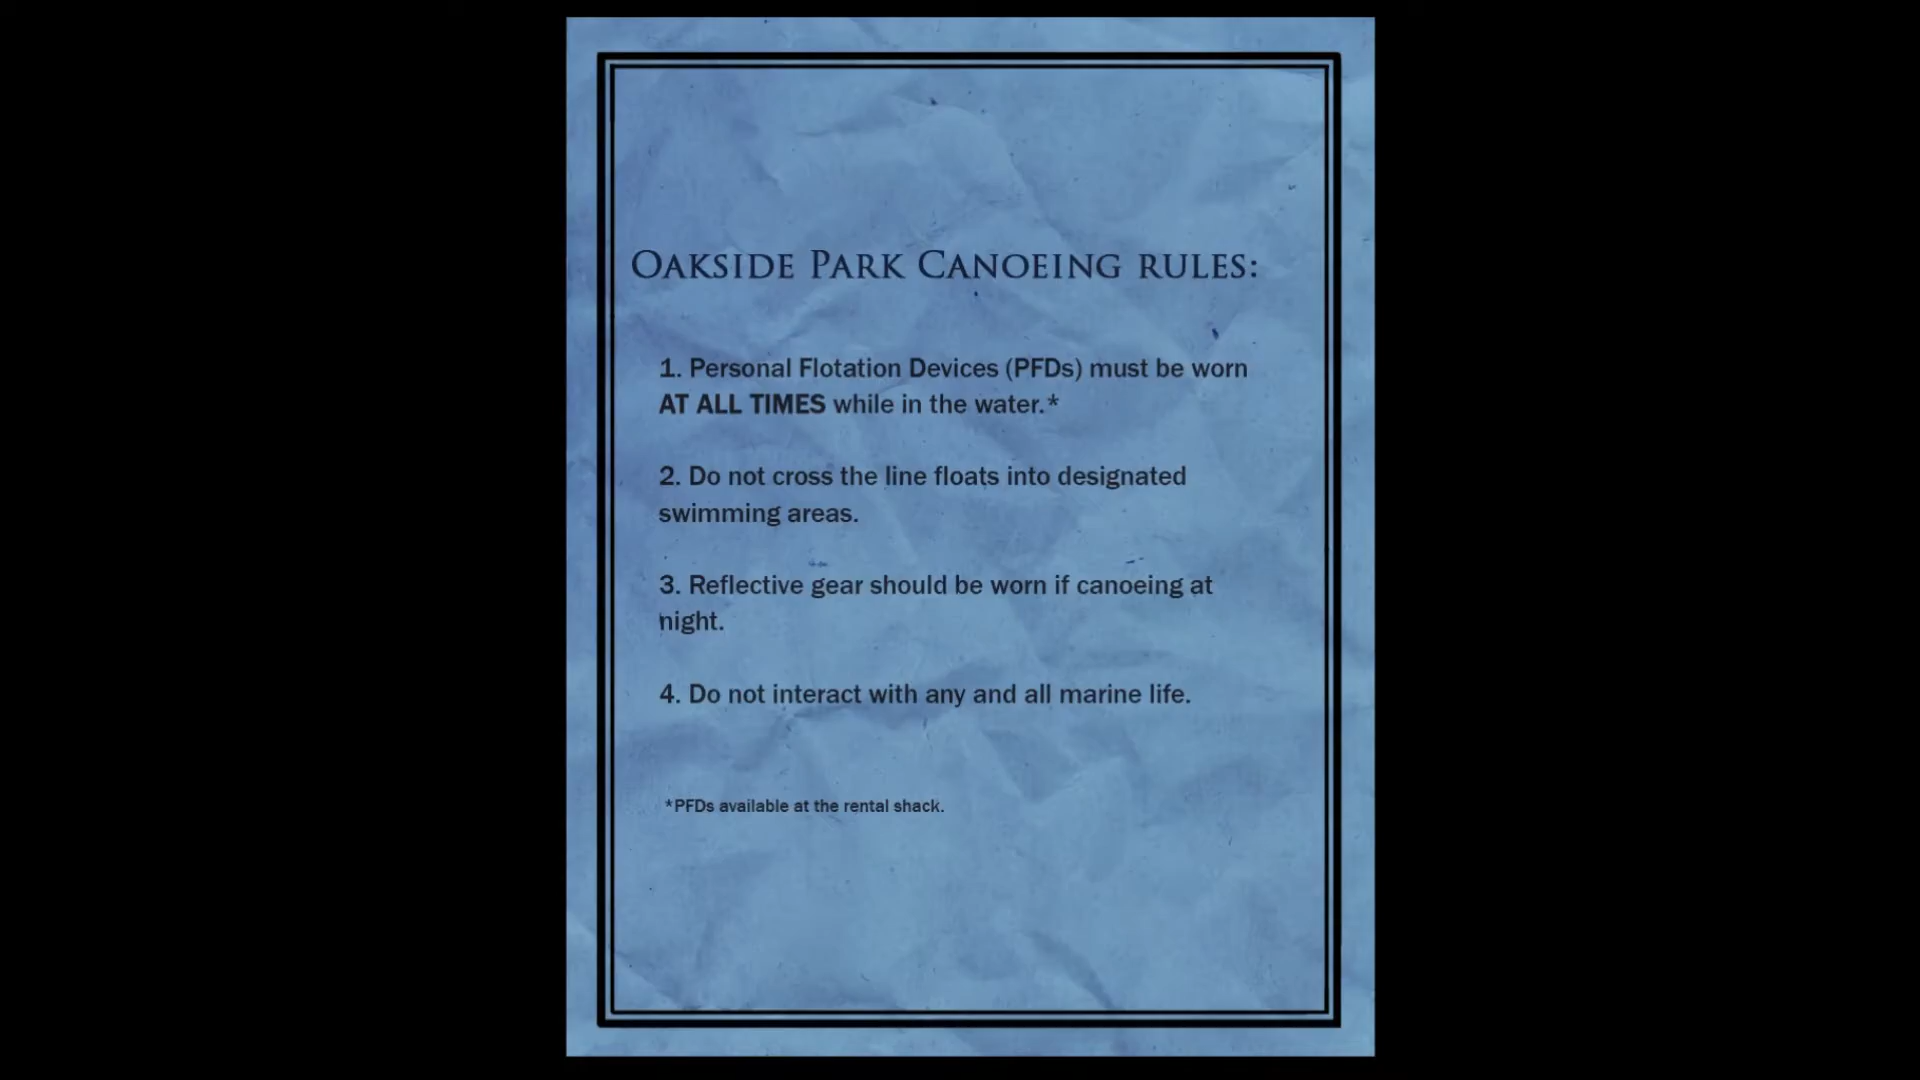 OAKSIDE PARK CANOEING RULES:
1. Personal Flotation Devices (PFDs) must be worn
AT ALL TIMES while in the water.*
2. Do not cross the line floats into designated
swimming areas.
3. Reflective gear should be worn if canoeing at
night.
4. Do not interact with any and all marine life.
*PFDs available at the rental shack.